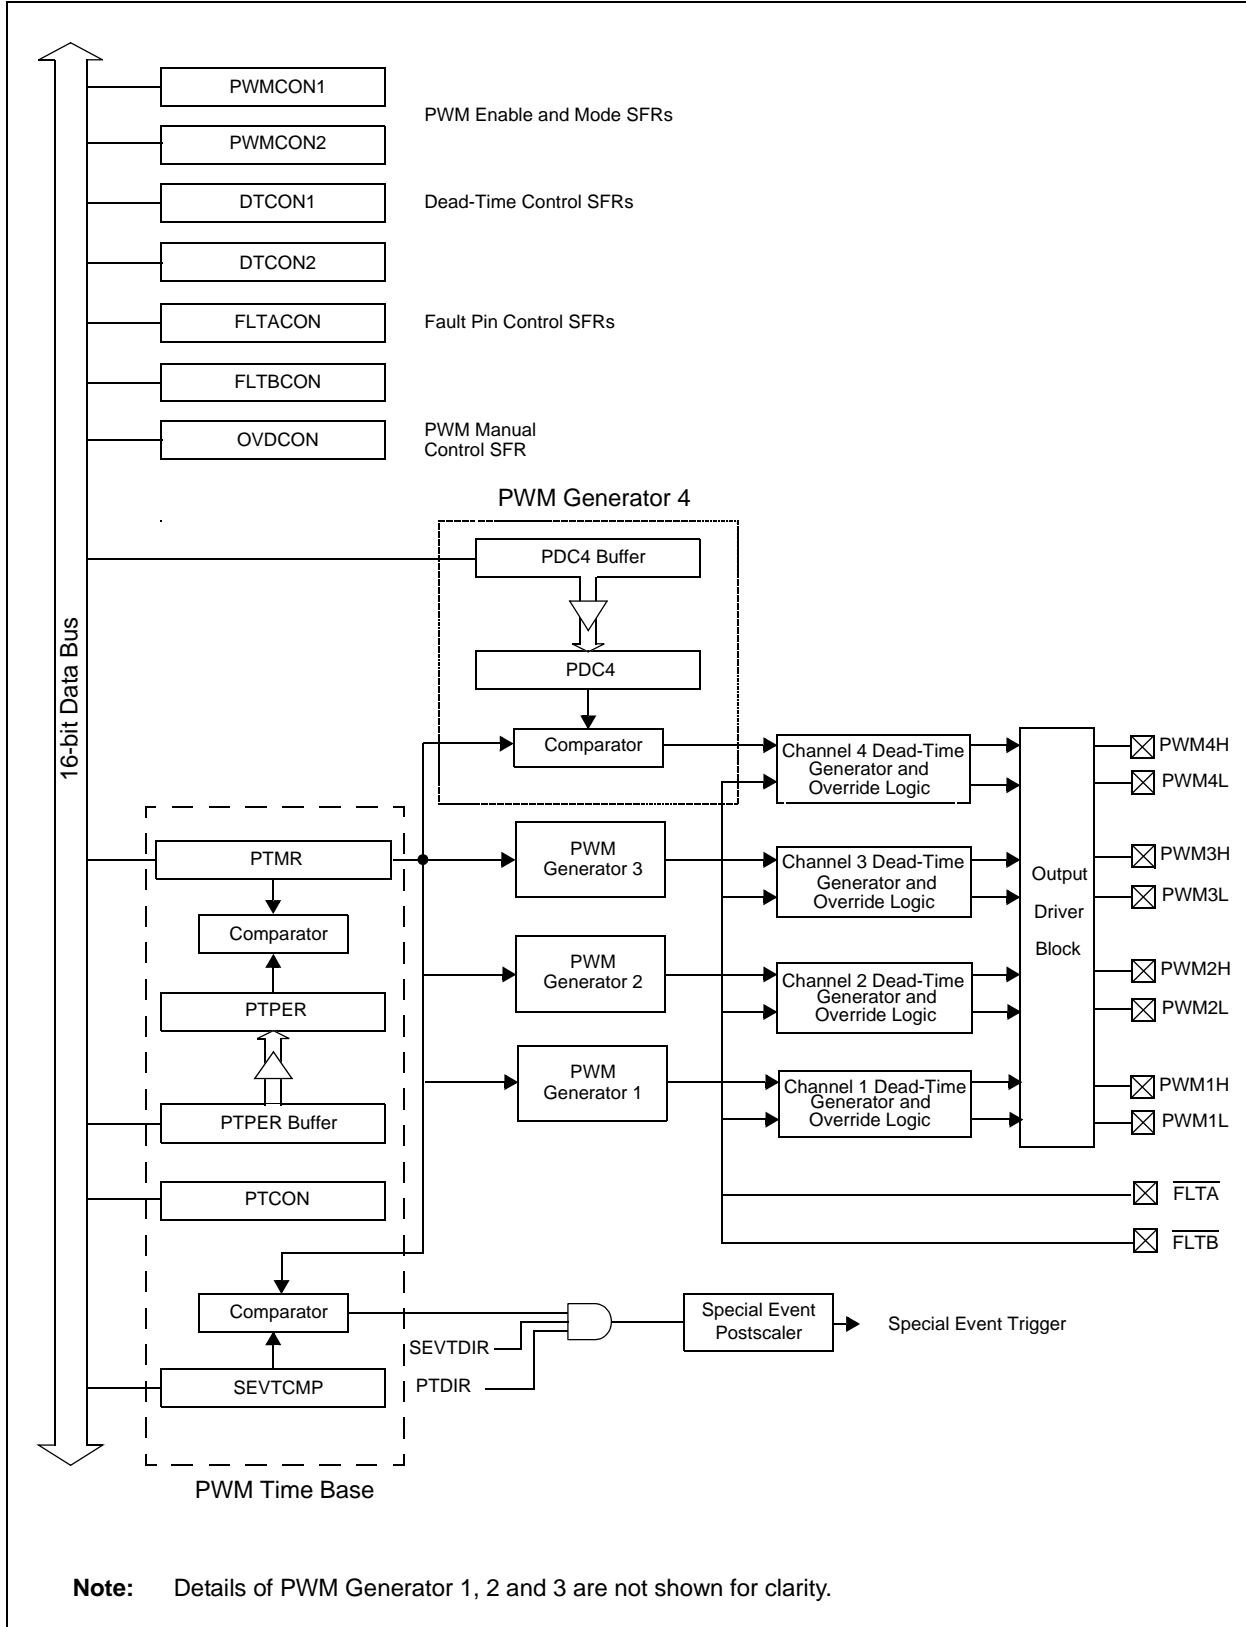 PWMCON1
PWM Enable and Mode SFRs
PWMCON2
DTCON1
Dead-Time Control SFRs
DTCON2
FLTACON
Fault Pin Control SFRs
FLTBCON
OVDCON
PWM Manual
Control SFR
PWM Generator 4
PDC4 Buffer
PDC4
Comparator
16-bit Data Bus
Channel 4 Dead-Time
Generator and
Override Logic
PWM4H
PWM4L
PTMR
PWM
Generator 3
Channel 3 Dead-Time
Generator and
Override Logic
PWM3H
PWM3L
Output
Driver
Block
Comparator
PWM
Generator 2
Channel 2 Dead-Time
Generator and
Override Logic
PWM2H
PWM2L
PTPER
PWM
Generator 1
Channel 1 Dead-Time
Generator and
Override Logic
PWM1H
PWM1L
PTPER Buffer
PTCON
FLTA
FLTB
Comparator
SEVTDIR
PTDIR
Special Event
Postscaler
Special Event Trigger
SEVTCMP
PWM Time Base
Note: Details of PWM Generator 1, 2 and 3 are not shown for clarity.